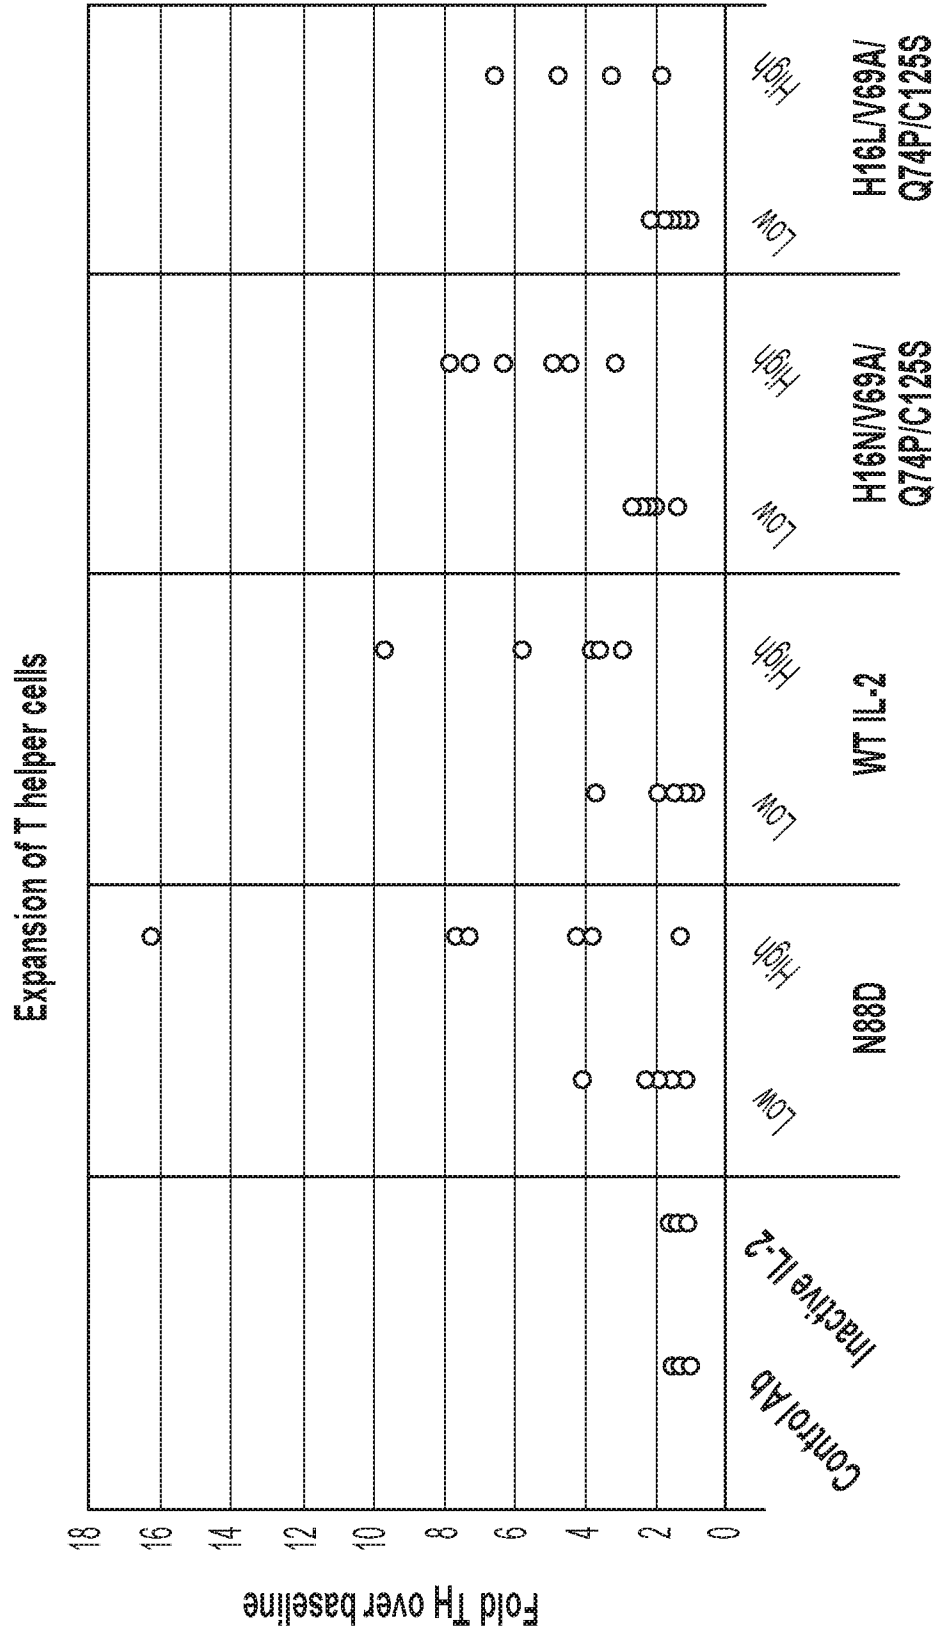 Expansion of T helper cells
Fold TH over baseline
18
16
14
12
10
8
6
4
2
0
Control Ab
Inactive IL-2
Low
High
Low
High
Low
High
Low
High
N88D
WT IL-2
H16N/V69A/
Q74P/C125S
H16L/V69A/
Q74P/C125S